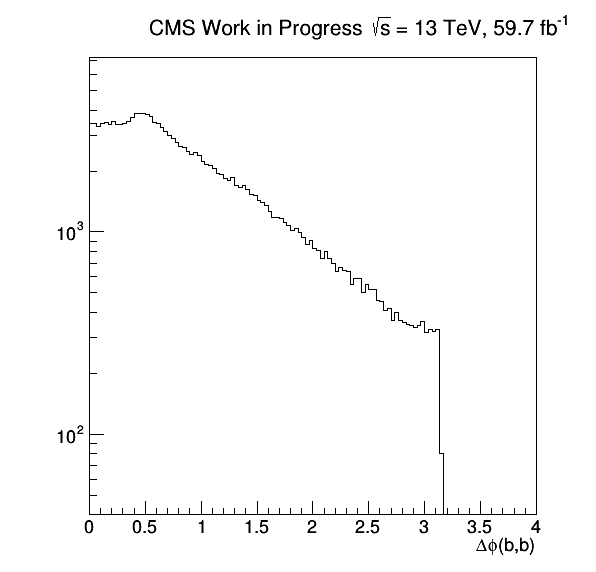 CMS Work in Progress √s = 13 TeV, 59.7 fb⁻¹
10³
10²
0 0.5 1 1.5 2 2.5 3 3.5 4
Δϕ(b,b)